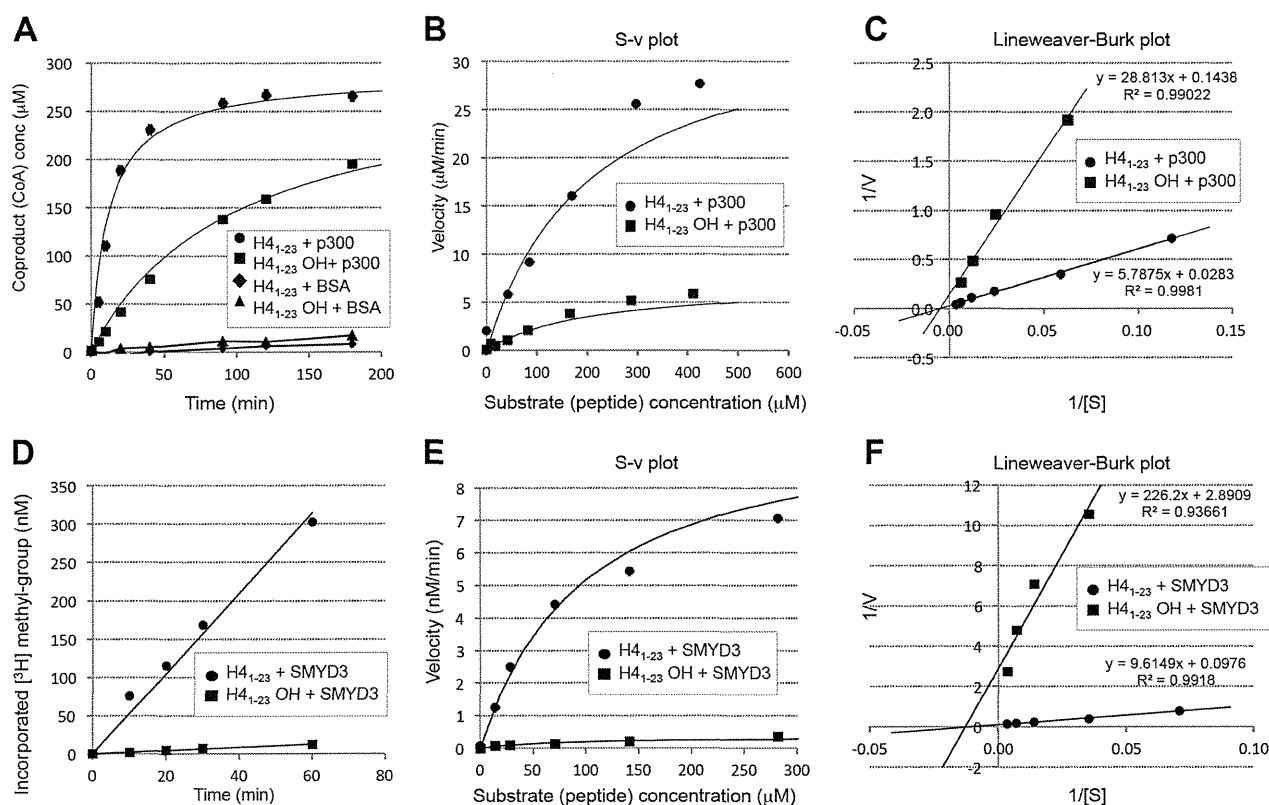 A
Coproduct (CoA) conc (μM)
300
250
200
150
100
50
0
H4₁₋₂₃ + p300
H4₁₋₂₃ OH+ p300
H4₁₋₂₃ + BSA
H4₁₋₂₃ OH + BSA
0 50 100 150 200
Time (min)
B
S-v plot
Velocity (μM/min)
30
25
20
15
10
5
0
H4₁₋₂₃ + p300
H4₁₋₂₃ OH + p300
0 100 200 300 400 500 600
Substrate (peptide) concentration (μM)
C
Lineweaver-Burk plot
1/V
2.5
2.0
1.5
1.0
0.5
0.0
-0.5
y = 28.813x + 0.1438
R² = 0.99022
H4₁₋₂₃ + p300
H4₁₋₂₃ OH + p300
y = 5.7875x + 0.0283
R² = 0.9981
-0.05 0.00 0.05 0.10 0.15
1/[S]
D
Incorporated [³H] methyl-group (nM)
350
300
250
200
150
100
50
0
H4₁₋₂₃ + SMYD3
H4₁₋₂₃ OH + SMYD3
0 20 40 60 80
Time (min)
E
S-v plot
Velocity (nM/min)
8
7
6
5
4
3
2
1
0
H4₁₋₂₃ + SMYD3
H4₁₋₂₃ OH + SMYD3
0 50 100 150 200 250 300
Substrate (peptide) concentration (μM)
F
Lineweaver-Burk plot
1/V
12
10
8
6
4
2
0
-2
y = 226.2x + 2.8909
R² = 0.93661
H4₁₋₂₃ + SMYD3
H4₁₋₂₃ OH + SMYD3
y = 9.6149x + 0.0976
R² = 0.9918
-0.05 0.00 0.05 0.10
1/[S]